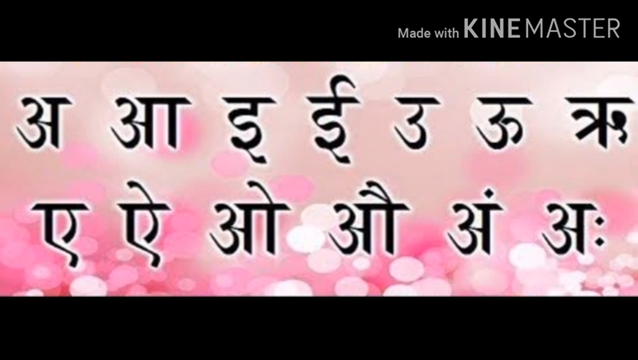 Made with KINEMASTER
अ आ इ ई उ ऊ ऋ
ए ऐ ओ औ अं अः